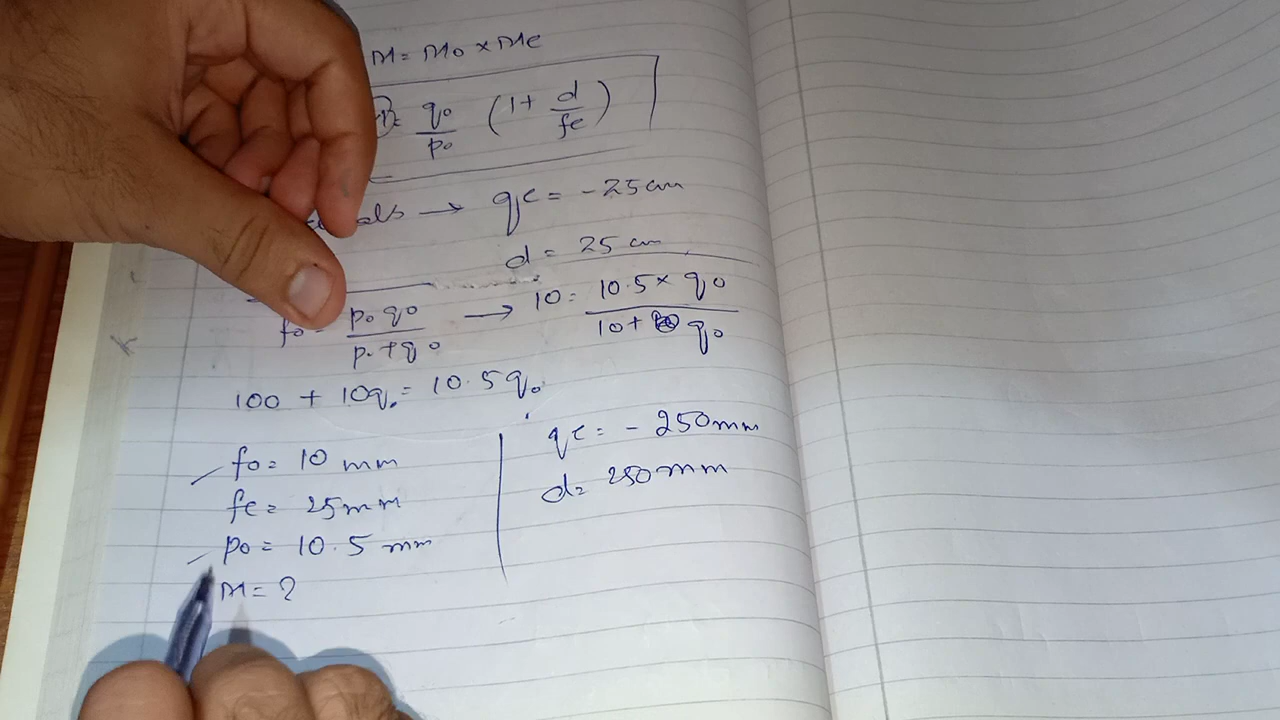 M = Mo × Me
= qo/po (1 + d/fe)
→ qe = -25 cm
d = 25 cm
fo = po qo / po + qo → 10 = 10.5 × qo / 10 + qo
100 + 10qo = 10.5 qo
fo = 10 mm
fe = 25 mm
po = 10.5 mm
M = ?
qe = - 250 mm
d = 250 mm